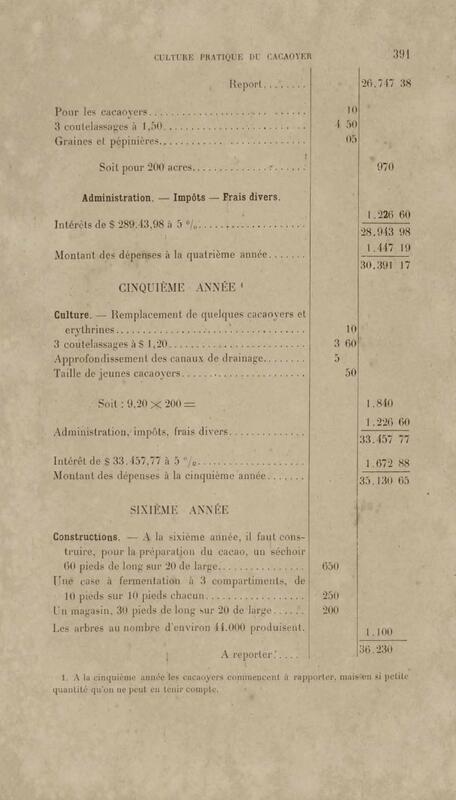 CULTURE PRATIQUE DU CACAOYER 391
Report........ 26.747 38
Pour les cacaoyers.............................. 10
3 coutelassages à 1,50........................... 4 50
Graines et pépinières............................ 05
Soit pour 200 acres................... 970
Administration. — Impôts — Frais divers.
1.226 60
Intérêts de $ 289.43,98 à 5 %.................... 28.943 98
1.447 19
Montant des dépenses à la quatrième année....... 30.391 17
CINQUIÈME ANNÉE 1
Culture. — Remplacement de quelques cacaoyers et
erythrines.................................. 10
3 coutelassages à $ 1,20......................... 3 60
Approfondissement des canaux de drainage........ 5
Taille de jeunes cacaoyers....................... 50
Soit : 9,20 × 200 = 1.840
1.226 60
Administration, impôts, frais divers............. 33.457 77
Intérêt de $ 33.457,77 à 5 %..................... 1.672 88
Montant des dépenses à la cinquième année....... 35.130 65
SIXIÈME ANNÉE
Constructions. — A la sixième année, il faut cons-
truire, pour la préparation du cacao, un séchoir
60 pieds de long sur 20 de large............... 650
Une case à fermentation à 3 compartiments, de
10 pieds sur 10 pieds chacun................... 250
Un magasin, 30 pieds de long sur 20 de large...... 200
Les arbres au nombre d'environ 44.000 produisent. 1.100
A reporter..... 36.230
1. A la cinquième année les cacaoyers commencent à rapporter, mais en si petite
quantité qu'on ne peut en tenir compte.